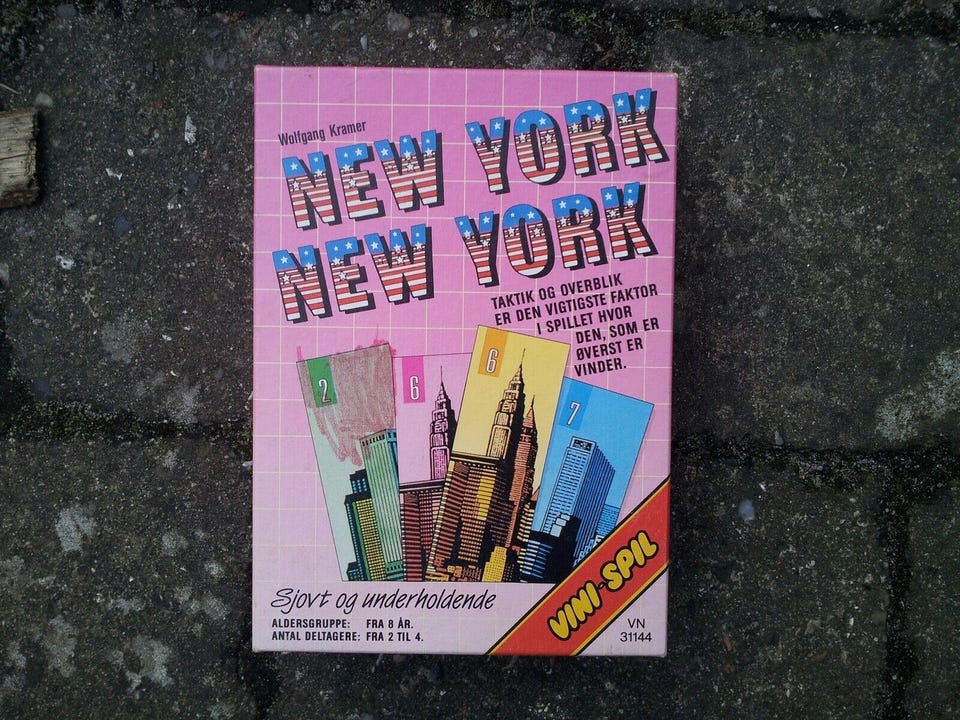 Wolfgang Kramer
NEW YORK
NEW YORK
TAKTIK OG OVERBLIK
ER DEN VIGTIGSTE FAKTOR
I SPILLET HVOR
DEN, SOM ER
ØVERST ER
VINDER.
2
6
6
7
VINI-SPIL
Sjovt og underholdende
ALDERSGRUPPE: FRA 8 ÅR.
ANTAL DELTAGERE: FRA 2 TIL 4.
VN
31144